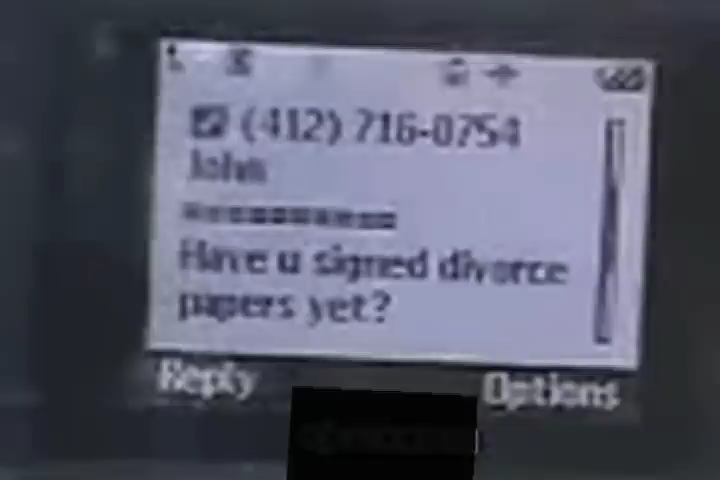 (412) 716-0754
John
Have u signed divorce
papers yet?
Reply
Options